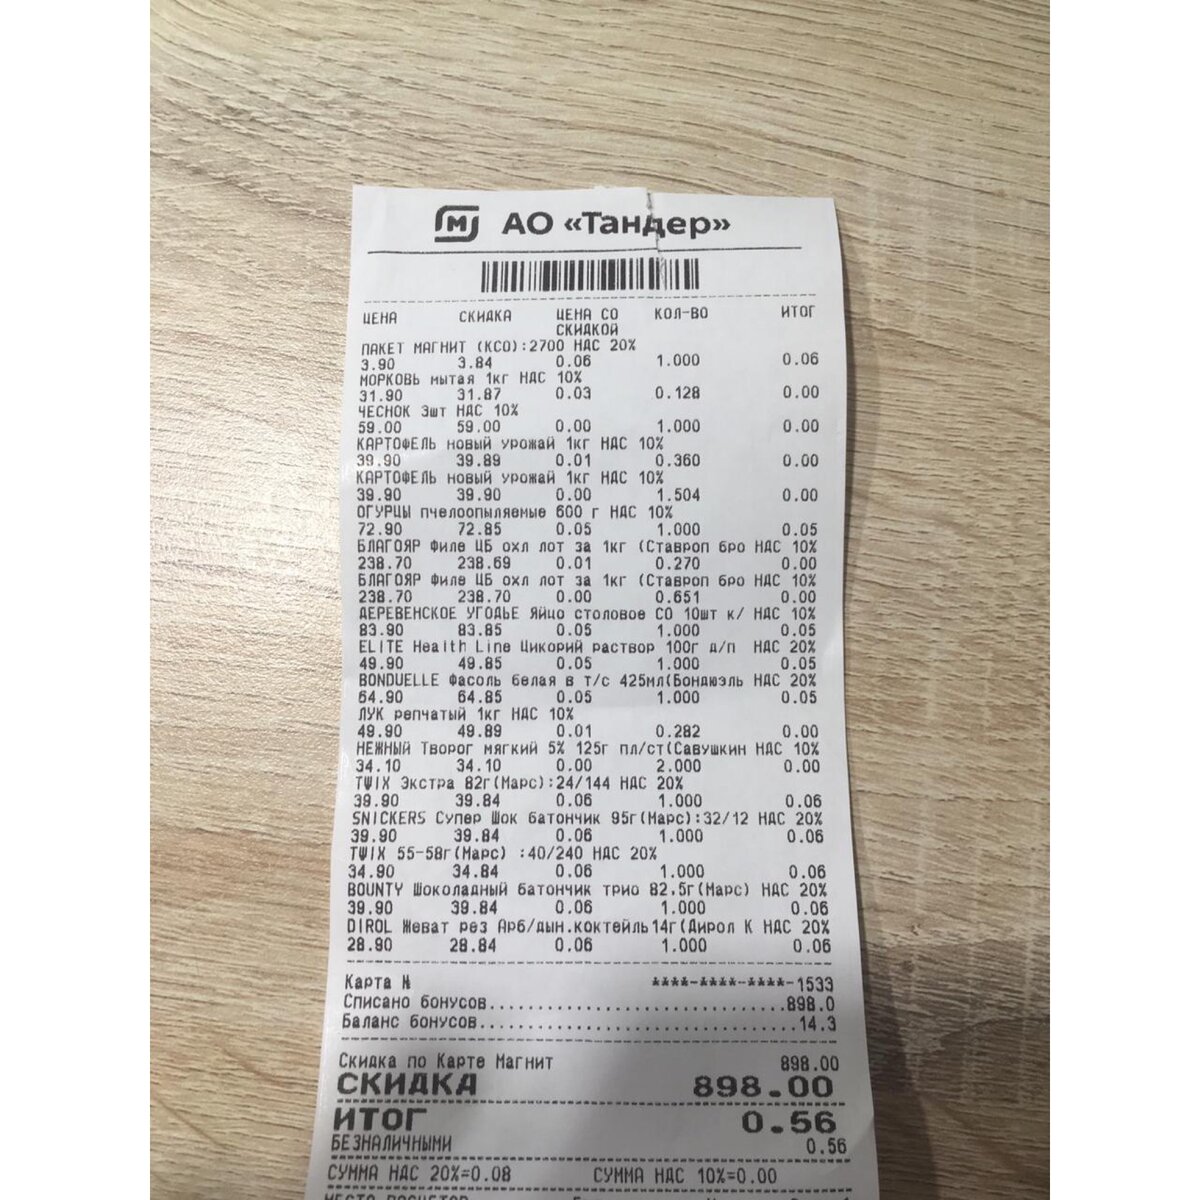 М АО «Тандер»
ЦЕНА СКИДКА ЦЕНА СО СКИДКОЙ КОЛ-ВО ИТОГ
ПАКЕТ МАГНИТ (КСО):2700 НДС 20%
3.90 3.84 0.06 1.000 0.06
МОРКОВЬ мытая 1кг НДС 10%
31.90 31.87 0.03 0.128 0.00
ЧЕСНОК 3шт НДС 10%
59.00 59.00 0.00 1.000 0.00
КАРТОФЕЛЬ новый урожай 1кг НДС 10%
39.90 39.89 0.01 0.360 0.00
КАРТОФЕЛЬ новый урожай 1кг НДС 10%
39.90 39.90 0.00 1.504 0.00
ОГУРЦЫ пчелоопыляемые 600 г НДС 10%
72.90 72.85 0.05 1.000 0.05
БЛАГОЯР Филе ЦБ охл лот за 1кг (Ставроп бро НДС 10%
238.70 238.69 0.01 0.270 0.00
БЛАГОЯР Филе ЦБ охл лот за 1кг (Ставроп бро НДС 10%
238.70 238.70 0.00 0.651 0.00
ДЕРЕВЕНСКОЕ УГОДЬЕ Яйцо столовое СО 10шт к/ НДС 10%
83.90 83.85 0.05 1.000 0.05
ELITE Health Line Цикорий раствор 100г д/п НДС 20%
49.90 49.85 0.05 1.000 0.05
BONDUELLE Фасоль белая в т/с 425мл(Бондюэль НДС 20%
64.90 64.85 0.05 1.000 0.05
ЛУК репчатый 1кг НДС 10%
49.90 49.89 0.01 0.282 0.00
НЕЖНЫЙ Творог мягкий 5% 125г пл/ст(Савушкин НДС 10%
34.10 34.10 0.00 2.000 0.00
TWIX Экстра 82г(Марс):24/144 НДС 20%
39.90 39.84 0.06 1.000 0.06
SNICKERS Супер Шок батончик 95г(Марс):32/12 НДС 20%
39.90 39.84 0.06 1.000 0.06
TWIX 55-58г(Марс) :40/240 НДС 20%
34.90 34.84 0.06 1.000 0.06
BOUNTY Шоколадный батончик трио 82,5г(Марс) НДС 20%
39.90 39.84 0.06 1.000 0.06
DIROL Жеват рез Арб/дын.коктейль14г(Дирол К НДС 20%
28.90 28.84 0.06 1.000 0.06
Карта № ****-****-****-1533
Списано бонусов..............................898.0
Баланс бонусов................................14.3
Скидка по Карте Магнит 898.00
СКИДКА 898.00
ИТОГ 0.56
БЕЗНАЛИЧНЫМИ 0.56
СУММА НДС 20%=0.08 СУММА НДС 10%=0.00